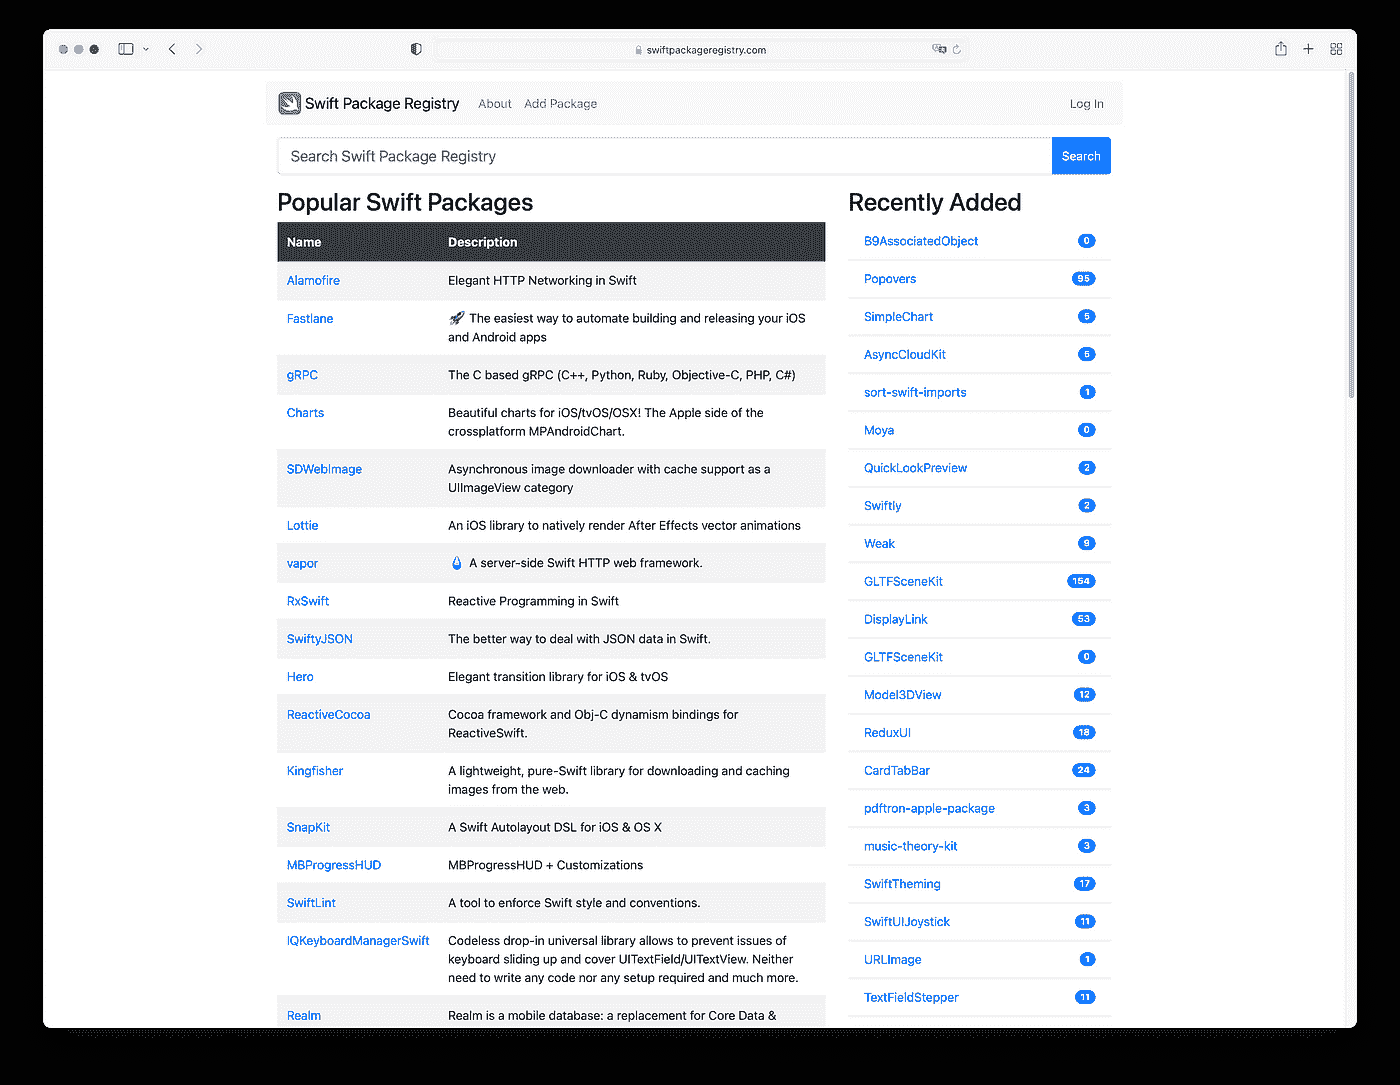 swiftpackageregistry.com
Swift Package Registry About Add Package Log In
Search Swift Package Registry Search
Popular Swift Packages
Name Description
Alamofire Elegant HTTP Networking in Swift
Fastlane 🚀 The easiest way to automate building and releasing your iOS
and Android apps
gRPC The C based gRPC (C++, Python, Ruby, Objective-C, PHP, C#)
Charts Beautiful charts for iOS/tvOS/OSX! The Apple side of the
crossplatform MPAndroidChart.
SDWebImage Asynchronous image downloader with cache support as a
UIImageView category
Lottie An iOS library to natively render After Effects vector animations
vapor 💧 A server-side Swift HTTP web framework.
RxSwift Reactive Programming in Swift
SwiftyJSON The better way to deal with JSON data in Swift.
Hero Elegant transition library for iOS & tvOS
ReactiveCocoa Cocoa framework and Obj-C dynamism bindings for
ReactiveSwift.
Kingfisher A lightweight, pure-Swift library for downloading and caching
images from the web.
SnapKit A Swift Autolayout DSL for iOS & OS X
MBProgressHUD MBProgressHUD + Customizations
SwiftLint A tool to enforce Swift style and conventions.
IQKeyboardManagerSwift Codeless drop-in universal library allows to prevent issues of
keyboard sliding up and cover UITextField/UITextView. Neither
need to write any code nor any setup required and much more.
Realm Realm is a mobile database: a replacement for Core Data &
Recently Added
B9AssociatedObject 0
Popovers 95
SimpleChart 5
AsyncCloudKit 6
sort-swift-imports 1
Moya 0
QuickLookPreview 2
Swiftly 2
Weak 9
GLTFSceneKit 154
DisplayLink 53
GLTFSceneKit 0
Model3DView 12
ReduxUI 18
CardTabBar 24
pdftron-apple-package 3
music-theory-kit 3
SwiftTheming 17
SwiftUIJoystick 11
URLImage 1
TextFieldStepper 11